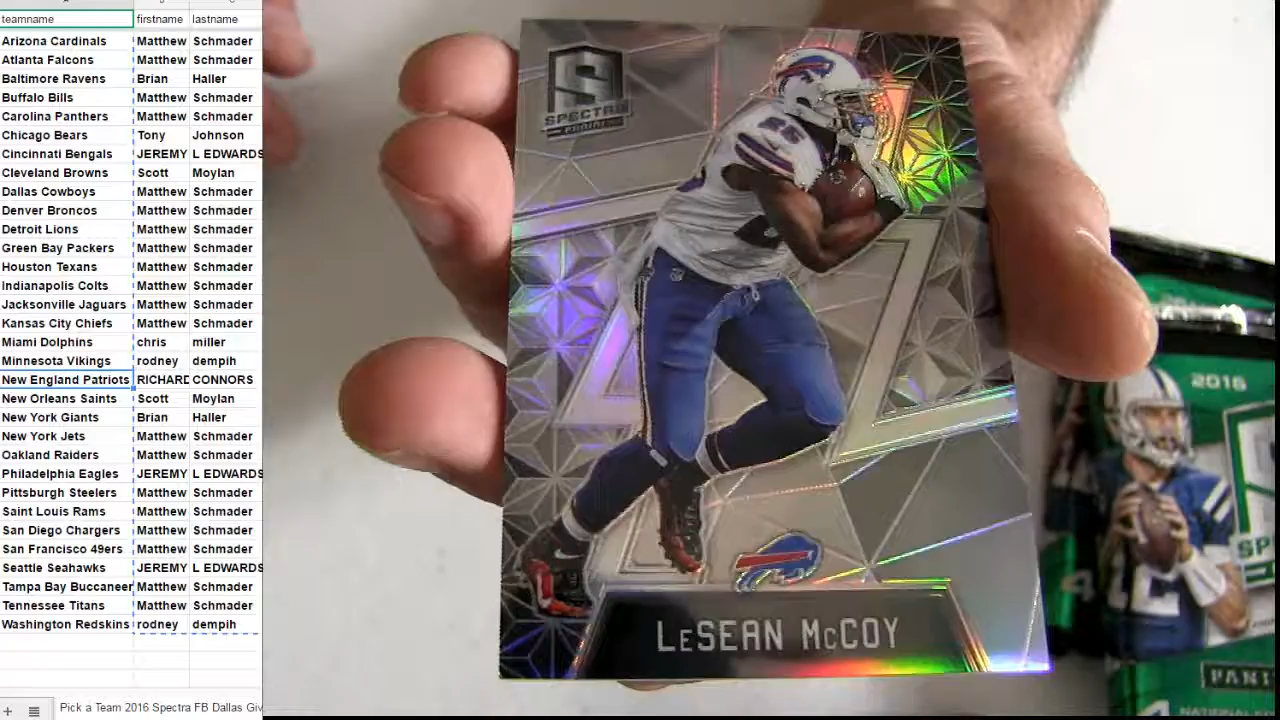 teamname firstname lastname
Arizona Cardinals Matthew Schmader
Atlanta Falcons Matthew Schmader
Baltimore Ravens Brian Haller
Buffalo Bills Matthew Schmader
Carolina Panthers Matthew Schmader
Chicago Bears Tony Johnson
Cincinnati Bengals JEREMY L EDWARDS
Cleveland Browns Scott Moylan
Dallas Cowboys Matthew Schmader
Denver Broncos Matthew Schmader
Detroit Lions Matthew Schmader
Green Bay Packers Matthew Schmader
Houston Texans Matthew Schmader
Indianapolis Colts Matthew Schmader
Jacksonville Jaguars Matthew Schmader
Kansas City Chiefs Matthew Schmader
Miami Dolphins chris miller
Minnesota Vikings rodney dempih
New England Patriots RICHARD CONNORS
New Orleans Saints Scott Moylan
New York Giants Brian Haller
New York Jets Matthew Schmader
Oakland Raiders Matthew Schmader
Philadelphia Eagles JEREMY L EDWARDS
Pittsburgh Steelers Matthew Schmader
Saint Louis Rams Matthew Schmader
San Diego Chargers Matthew Schmader
San Francisco 49ers Matthew Schmader
Seattle Seahawks JEREMY L EDWARDS
Tampa Bay Buccaneer Matthew Schmader
Tennessee Titans Matthew Schmader
Washington Redskins rodney dempih
Pick a Team 2016 Spectra FB Dallas Giv
S
SPECTRA
PANINI
25
LeSEAN McCOY
2016
12
SP
4
PANI